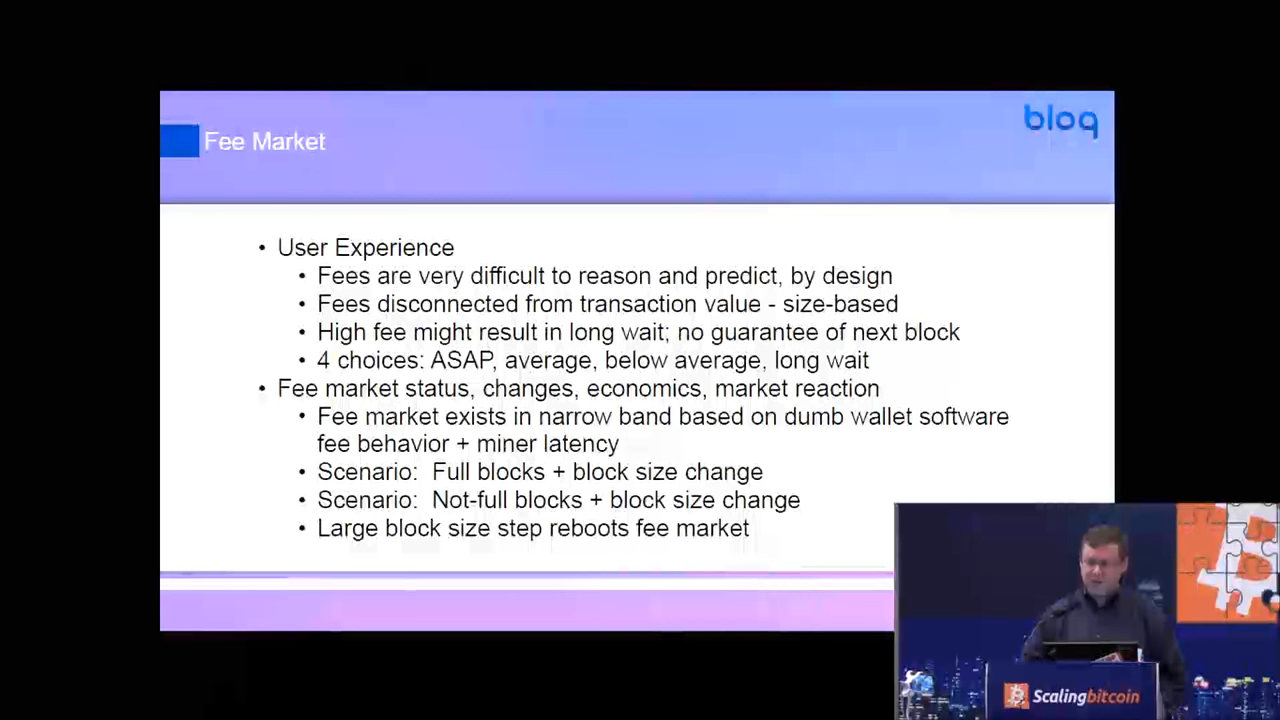 bloq
Fee Market
• User Experience
• Fees are very difficult to reason and predict, by design
• Fees disconnected from transaction value - size-based
• High fee might result in long wait; no guarantee of next block
• 4 choices: ASAP, average, below average, long wait
• Fee market status, changes, economics, market reaction
• Fee market exists in narrow band based on dumb wallet software
fee behavior + miner latency
• Scenario:  Full blocks + block size change
• Scenario:  Not-full blocks + block size change
• Large block size step reboots fee market
Scalingbitcoin